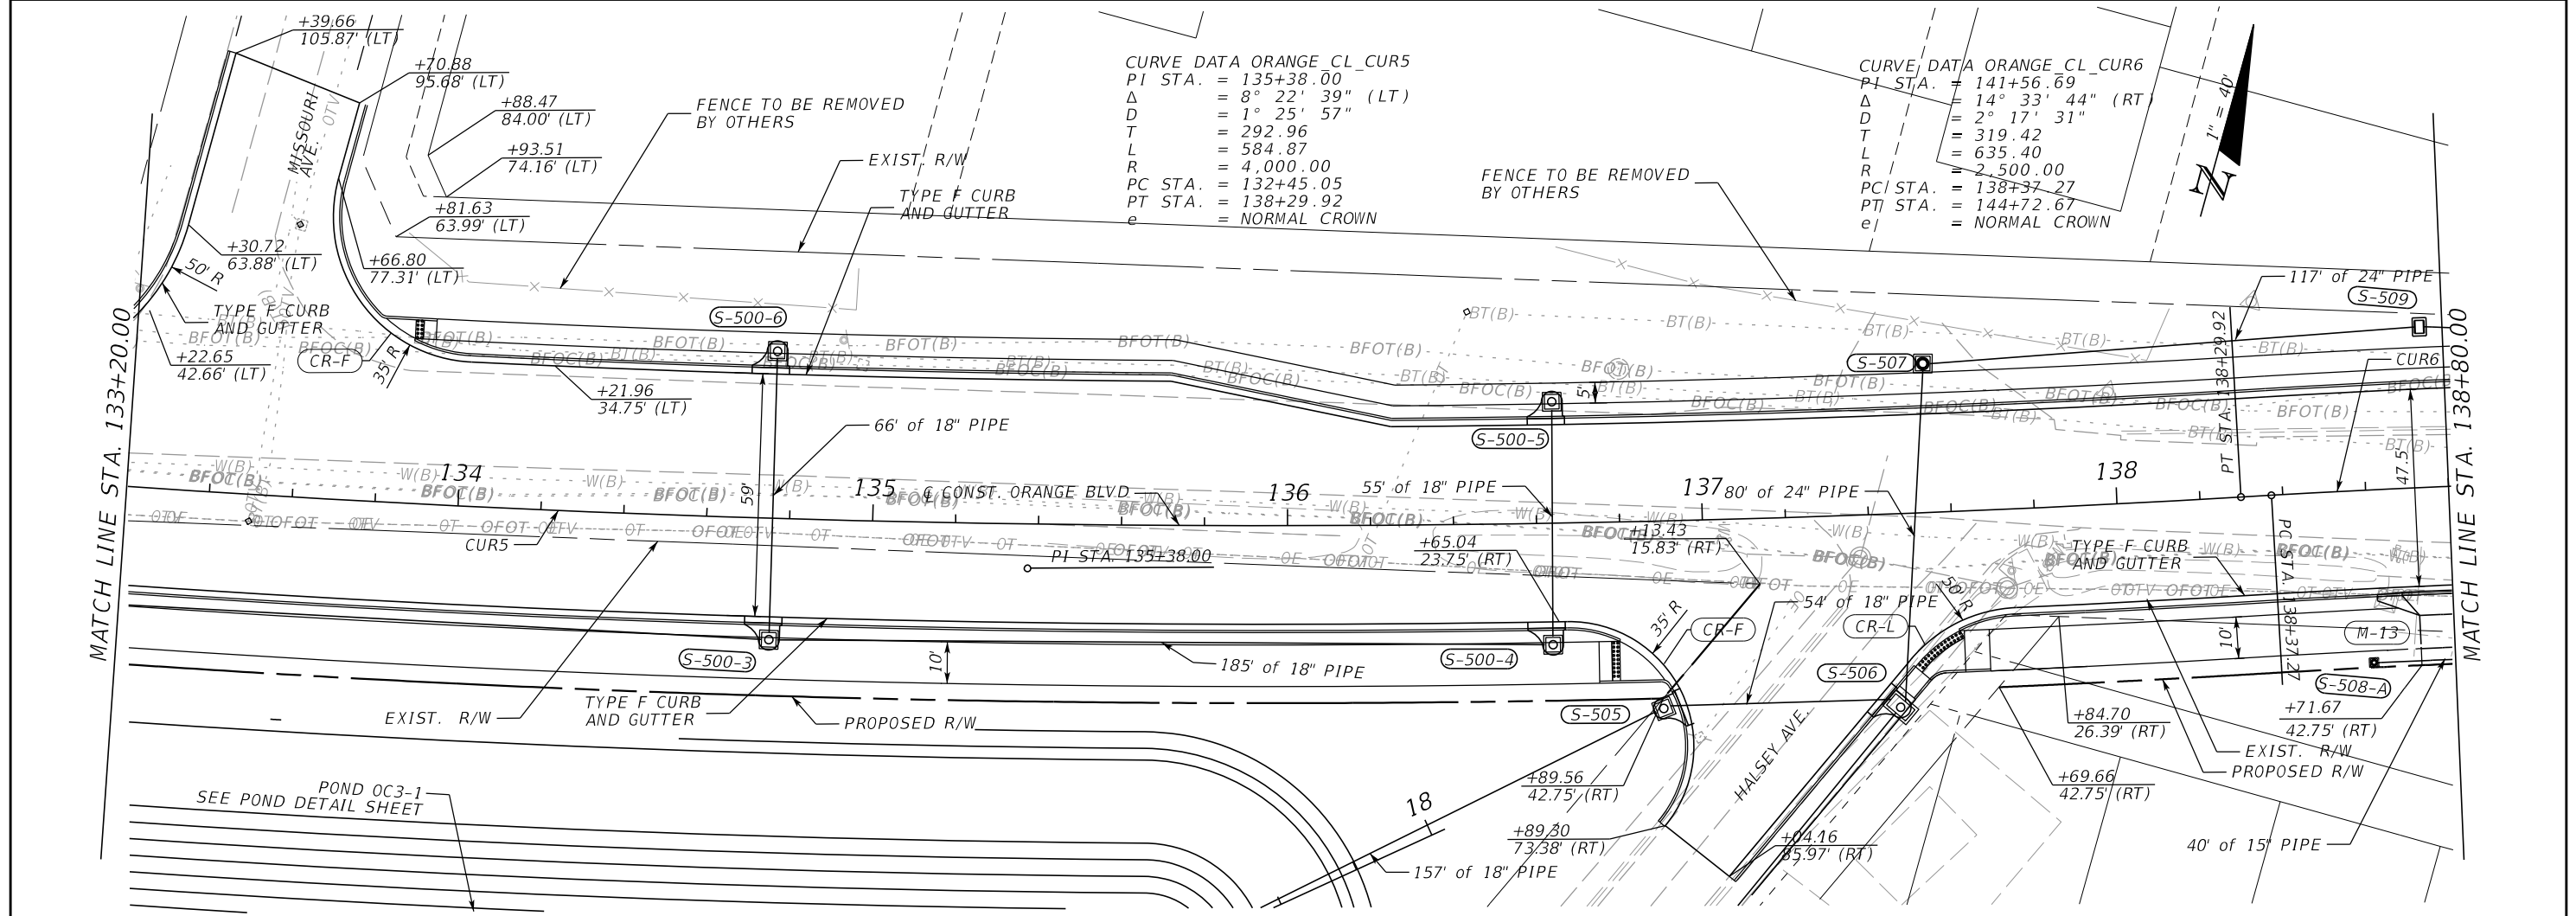 +39.66
105.87' (LT)
+70.88
95.68' (LT)
+88.47
84.00' (LT)
+93.51
74.16' (LT)
+81.63
63.99' (LT)
+66.80
77.31' (LT)
+30.72
63.88' (LT)
50' R
MISSOURI
AVE.
OTV
TYPE F CURB
AND GUTTER
+22.65
42.66' (LT)
CR-F
35' R
+21.96
34.75' (LT)
FENCE TO BE REMOVED
BY OTHERS
EXIST. R/W
TYPE F CURB
AND GUTTER
CURVE DATA ORANGE_CL_CUR5
PI STA. = 135+38.00
Δ = 8° 22' 39" (LT)
D = 1° 25' 57"
T = 292.96
L = 584.87
R = 4,000.00
PC STA. = 132+45.05
PT STA. = 138+29.92
e = NORMAL CROWN
FENCE TO BE REMOVED
BY OTHERS
CURVE DATA ORANGE_CL_CUR6
PI STA. = 141+56.69
Δ = 14° 33' 44" (RT)
D = 2° 17' 31"
T = 319.42
L = 635.40
R = 2,500.00
PC STA. = 138+37.27
PT STA. = 144+72.67
e = NORMAL CROWN
1" = 40'
N
117' of 24" PIPE
S-509
S-500-6
S-507
CUR6
5'
S-500-5
BFOT(B)
BFOC(B)
BT(B)
W(B)
MATCH LINE STA. 133+20.00
MATCH LINE STA. 138+80.00
PT STA. 138+29.92
47.5'
66' of 18" PIPE
59'
134
135
136
137
138
℄ CONST. ORANGE BLVD
55' of 18" PIPE
80' of 24" PIPE
CUR5
PI STA. 135+38.00
+65.04
23.75' (RT)
+13.43
15.83' (RT)
TYPE F CURB
AND GUTTER
PC STA. 138+37.27
54' of 18" PIPE
50' R
35' R
CR-F
CR-L
M-13
10'
S-500-3
10'
185' of 18" PIPE
S-500-4
S-506
S-508-A
EXIST. R/W
TYPE F CURB
AND GUTTER
PROPOSED R/W
S-505
HALSEY AVE.
+84.70
26.39' (RT)
+71.67
42.75' (RT)
EXIST. R/W
PROPOSED R/W
+69.66
42.75' (RT)
+89.56
42.75' (RT)
POND OC3-1
SEE POND DETAIL SHEET
18
+89.30
73.38' (RT)
+04.16
85.97' (RT)
157' of 18" PIPE
40' of 15" PIPE